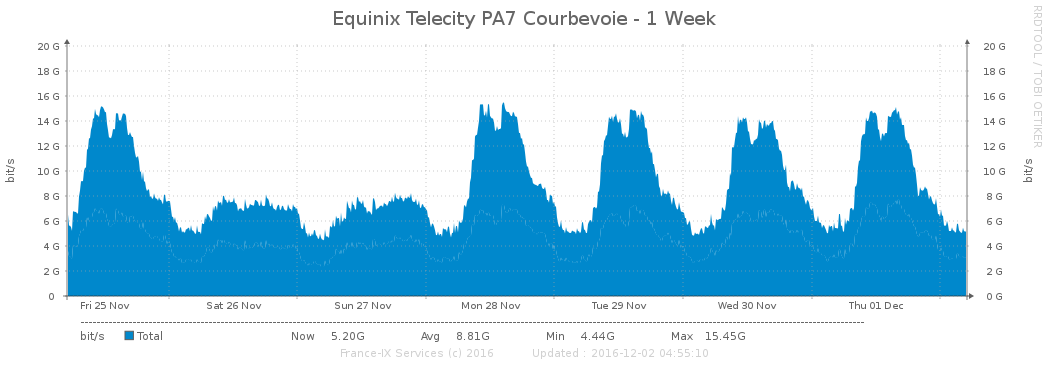 Equinix Telecity PA7 Courbevoie - 1 Week
RRDTOOL / TOBI OETIKER
bit/s
20 G 20 G
18 G 18 G
16 G 16 G
14 G 14 G
12 G 12 G
10 G 10 G
8 G 8 G
6 G 6 G
4 G 4 G
2 G 2 G
0 0 G
bit/s
Fri 25 Nov Sat 26 Nov Sun 27 Nov Mon 28 Nov Tue 29 Nov Wed 30 Nov Thu 01 Dec
bit/s Total Now 5.20G Avg 8.81G Min 4.44G Max 15.45G
France-IX Services (c) 2016 Updated : 2016-12-02 04:55:10